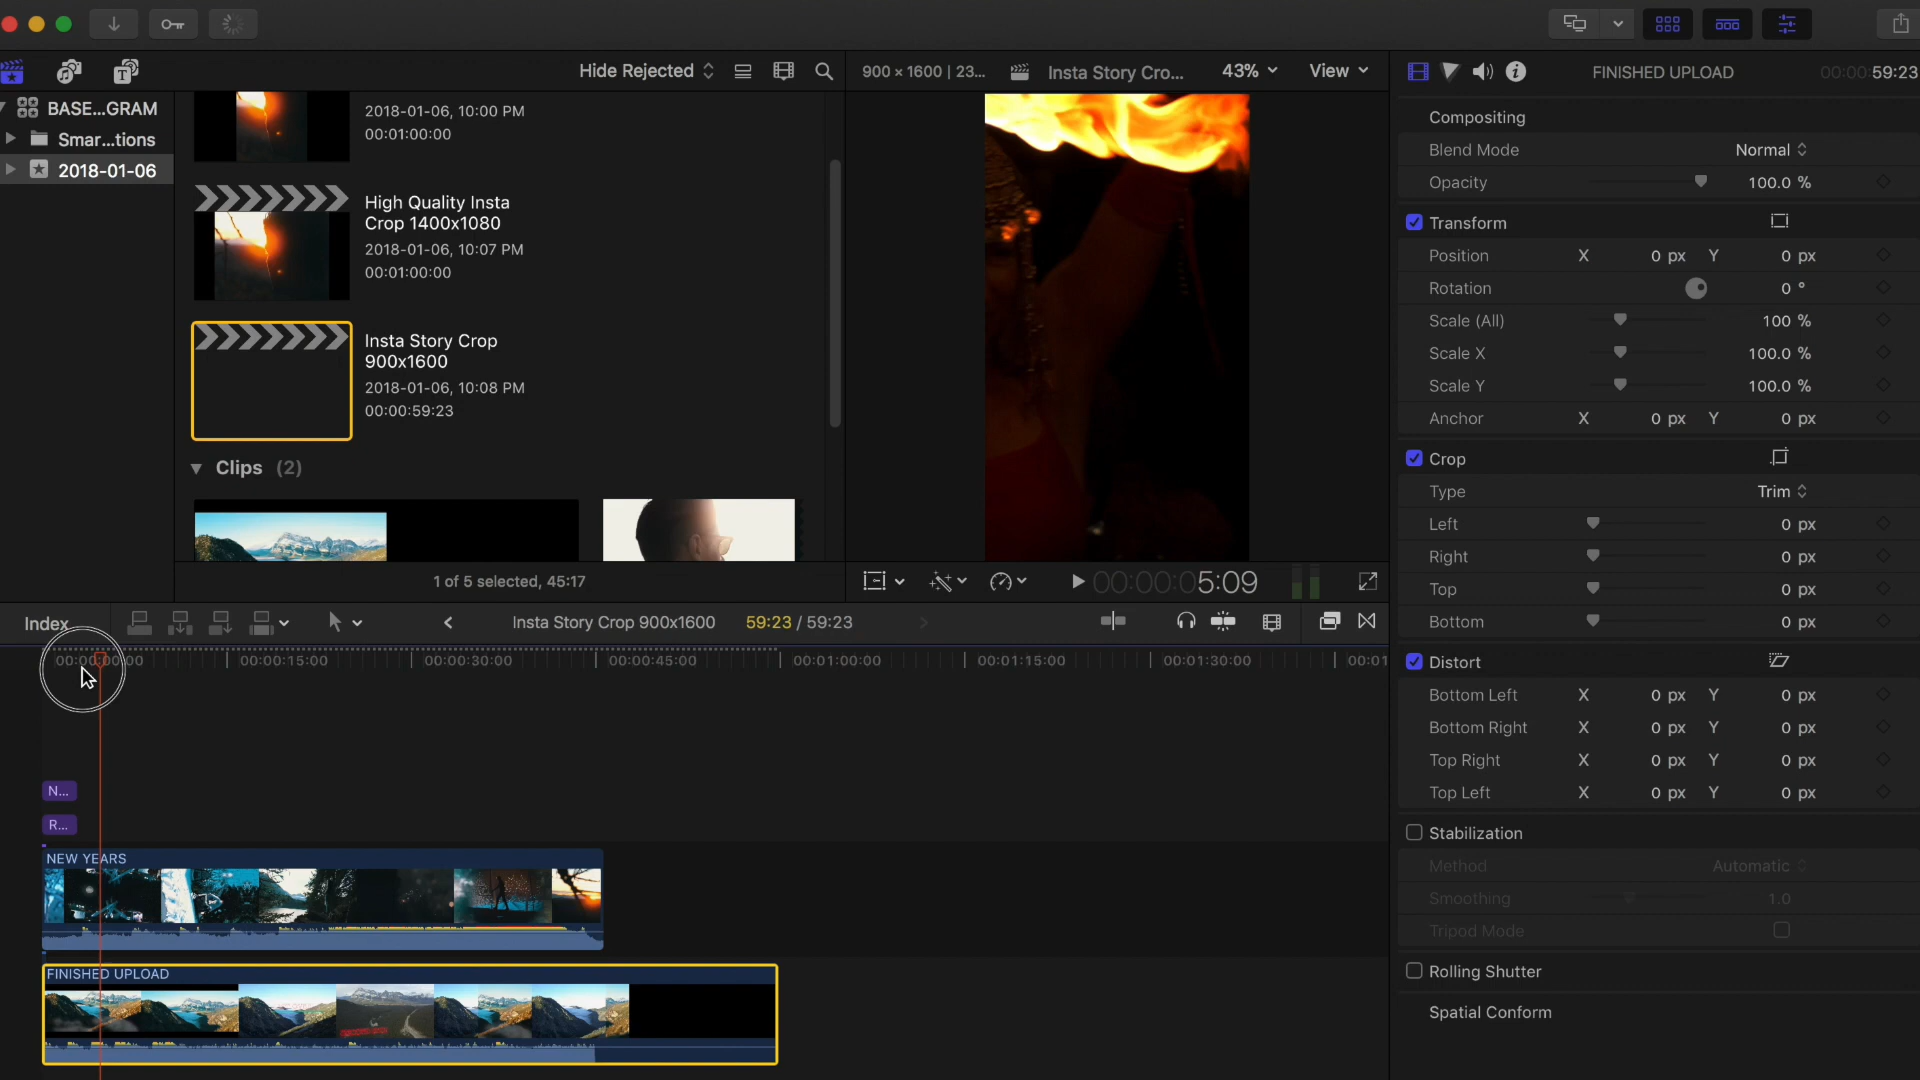 Hide Rejected
900 × 1600 | 23...
Insta Story Cro...
43%
View
FINISHED UPLOAD
00:00:59:23
BASE...GRAM
Smar...tions
2018-01-06
2018-01-06, 10:00 PM
00:01:00:00
High Quality Insta
Crop 1400x1080
2018-01-06, 10:07 PM
00:01:00:00
Insta Story Crop
900x1600
2018-01-06, 10:08 PM
00:00:59:23
Clips (2)
1 of 5 selected, 45:17
00:00:05:09
Compositing
Blend Mode Normal
Opacity 100.0 %
Transform
Position X 0 px Y 0 px
Rotation 0 °
Scale (All) 100 %
Scale X 100.0 %
Scale Y 100.0 %
Anchor X 0 px Y 0 px
Crop
Type Trim
Left 0 px
Right 0 px
Top 0 px
Bottom 0 px
Distort
Bottom Left X 0 px Y 0 px
Bottom Right X 0 px Y 0 px
Top Right X 0 px Y 0 px
Top Left X 0 px Y 0 px
Stabilization
Method Automatic
Smoothing 1.0
Tripod Mode
Rolling Shutter
Spatial Conform
Index
Insta Story Crop 900x1600
59:23 / 59:23
00:00:00:00 00:00:15:00 00:00:30:00 00:00:45:00 00:01:00:00 00:01:15:00 00:01:30:00 00:01
N...
R...
NEW YEARS
FINISHED UPLOAD